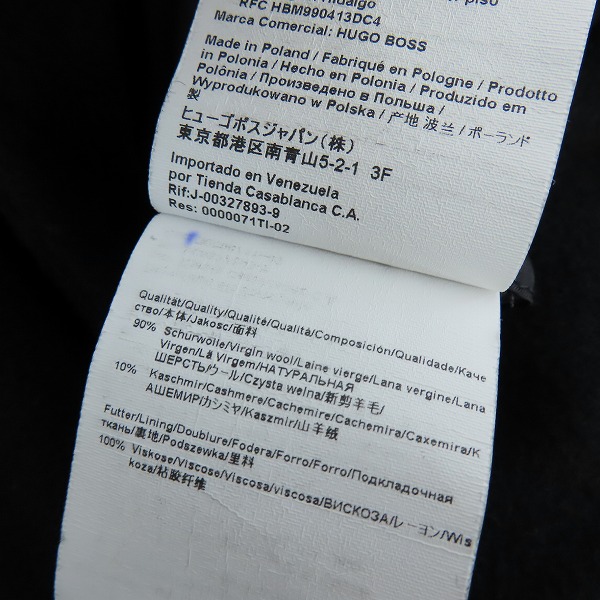 piso
Hidalgo
RFC HBM990413DC4
Marca Comercial: HUGO BOSS
Made in Poland / Fabriqué en Pologne / Prodotto
in Polonia / Hecho en Polonia / Produzido em
Polônia / Произведено в Польша /
Wyprodukowano w Polska / 产地 波兰 / ポーランド
製
ヒューゴボスジャパン(株)
東京都港区南青山5-2-1 3F
Importado en Venezuela
por Tienda Casablanca C.A.
Rif:J-00327893-9
Res: 0000071TI-02
Qualität/Quality/Qualité/Qualità/Composición/Qualidade/Каче
ство/本体/Jakosc/面料
90% Schurwolle/Virgin wool/Laine vierge/Lana vergine/Lana
Virgen/Lã Virgem/НАТУРАЛЬНАЯ
ШЕРСТЬ/ウール/Czysta welna/新剪羊毛/
10% Kaschmir/Cashmere/Cachemire/Cachemira/Caxemira/К
АШЕМИР/カシミヤ/Kaszmir/山羊绒
Futter/Lining/Doublure/Fodera/Forro/Forro/Подкладочная
ткань/裏地/Podszewka/里料
100% Viskose/Viscose/Viscose/Viscosa/viscosa/ВИСКОЗА/レーヨン/Wis
koza/粘胶纤维